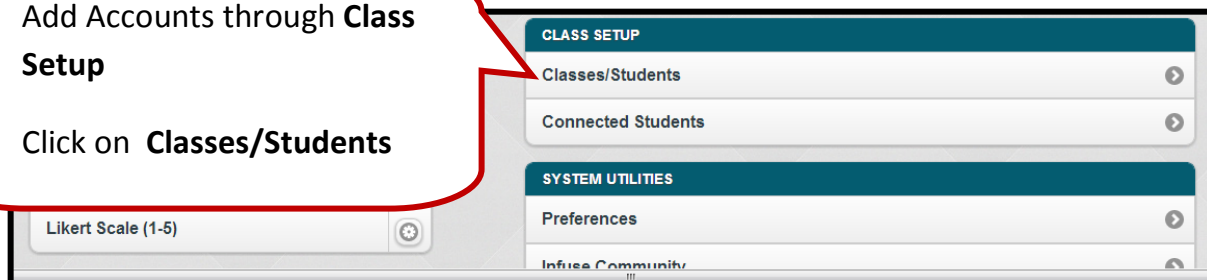 Add Accounts through Class
Setup
Click on Classes/Students
Likert Scale (1-5)
CLASS SETUP
Classes/Students
Connected Students
SYSTEM UTILITIES
Preferences
Infuse Community